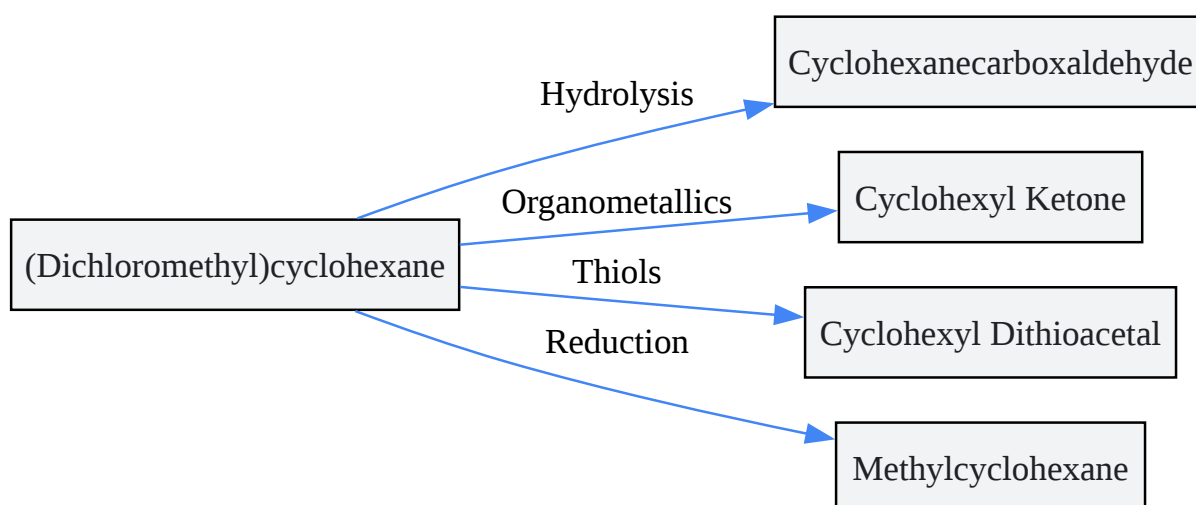 Cyclohexanecarboxaldehyde
Hydrolysis
Organometallics
Cyclohexyl Ketone
(Dichloromethyl)cyclohexane
Thiols
Cyclohexyl Dithioacetal
Reduction
Methylcyclohexane